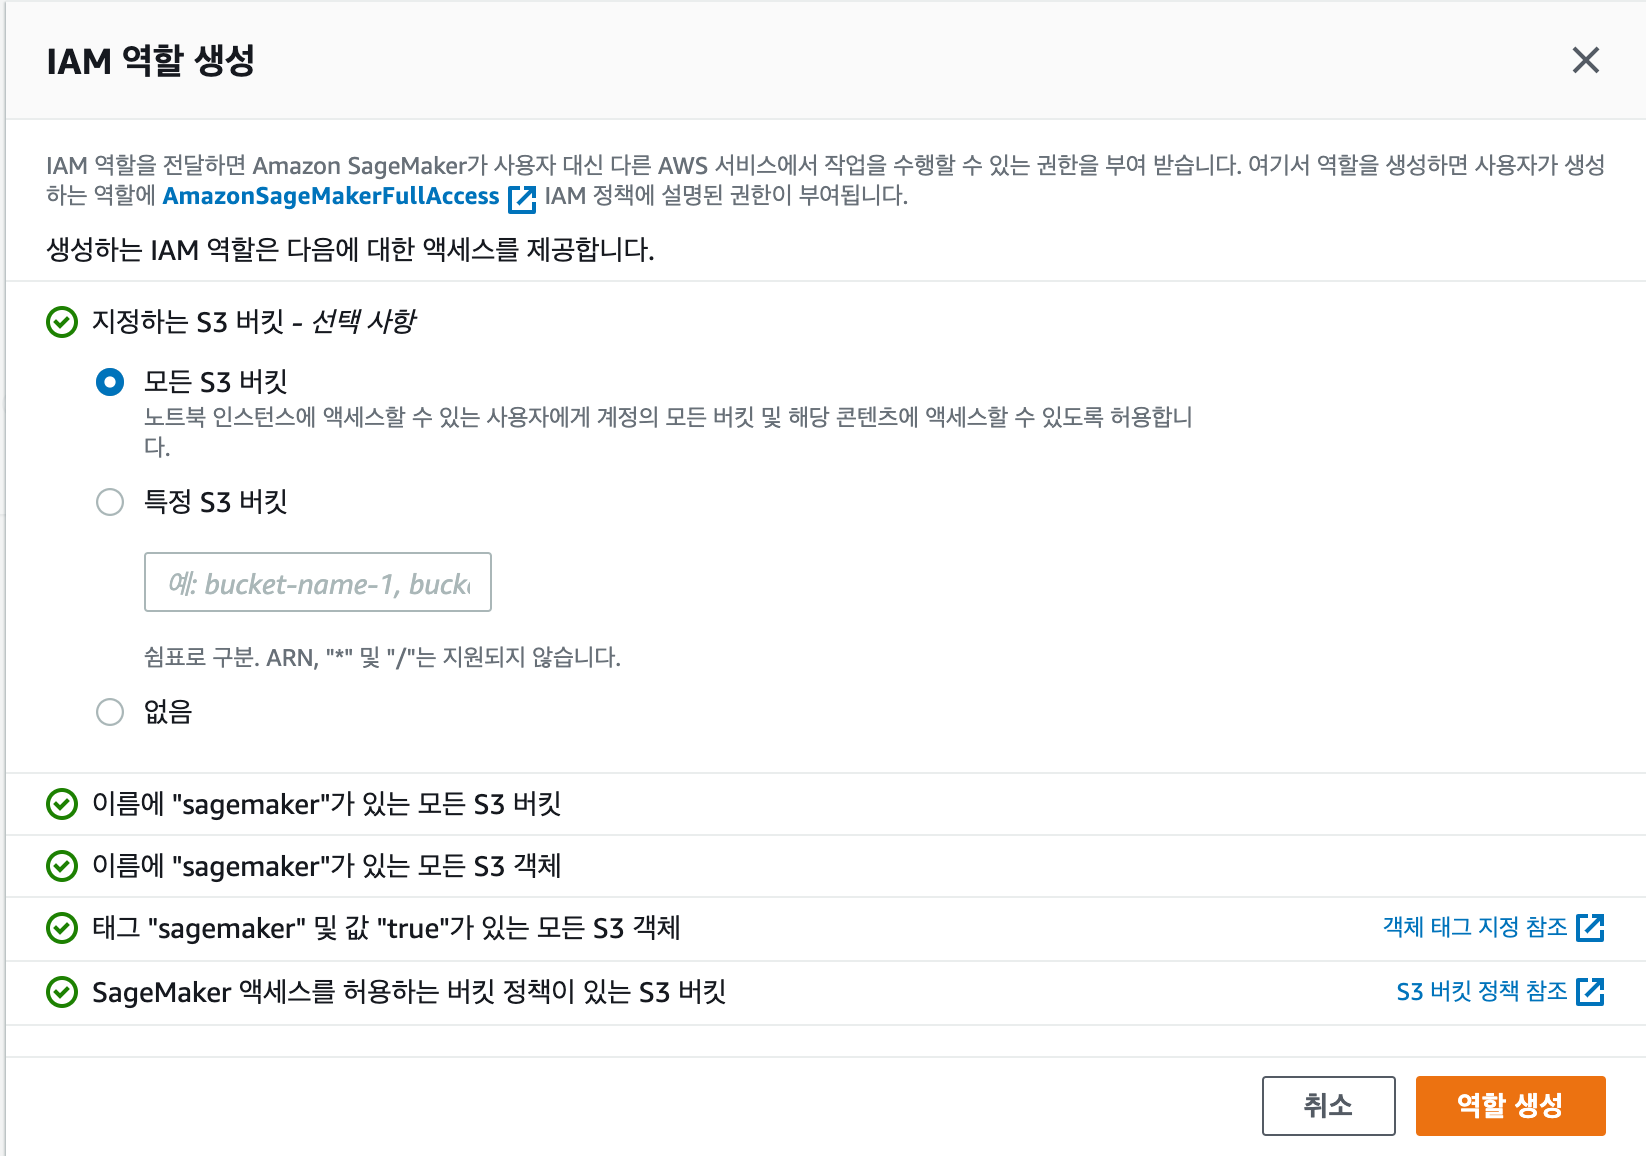 IAM 역할 생성
IAM 역할을 전달하면 Amazon SageMaker가 사용자 대신 다른 AWS 서비스에서 작업을 수행할 수 있는 권한을 부여 받습니다. 여기서 역할을 생성하면 사용자가 생성
하는 역할에 AmazonSageMakerFullAccess IAM 정책에 설명된 권한이 부여됩니다.
생성하는 IAM 역할은 다음에 대한 액세스를 제공합니다.
지정하는 S3 버킷 - 선택 사항
모든 S3 버킷
노트북 인스턴스에 액세스할 수 있는 사용자에게 계정의 모든 버킷 및 해당 콘텐츠에 액세스할 수 있도록 허용합니
다.
특정 S3 버킷
예: bucket-name-1, bucke
쉼표로 구분. ARN, "*" 및 "/"는 지원되지 않습니다.
없음
이름에 "sagemaker"가 있는 모든 S3 버킷
이름에 "sagemaker"가 있는 모든 S3 객체
태그 "sagemaker" 및 값 "true"가 있는 모든 S3 객체 객체 태그 지정 참조
SageMaker 액세스를 허용하는 버킷 정책이 있는 S3 버킷 S3 버킷 정책 참조
취소 역할 생성